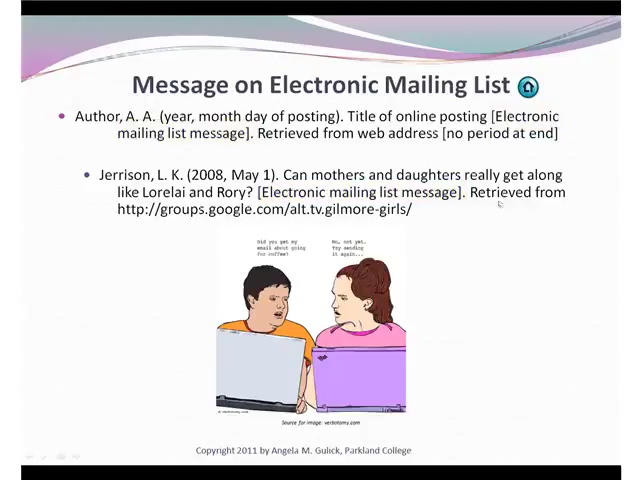 Message on Electronic Mailing List
Author, A. A. (year, month day of posting). Title of online posting [Electronic
mailing list message]. Retrieved from web address [no period at end]
Jerrison, L. K. (2008, May 1). Can mothers and daughters really get along
like Lorelai and Rory? [Electronic mailing list message]. Retrieved from
http://groups.google.com/alt.tv.gilmore-girls/
Did you get my
email about going
for coffee?
No, not yet.
Try sending
it again...
Source for image: verbotomy.com
Copyright 2011 by Angela M. Gulick, Parkland College